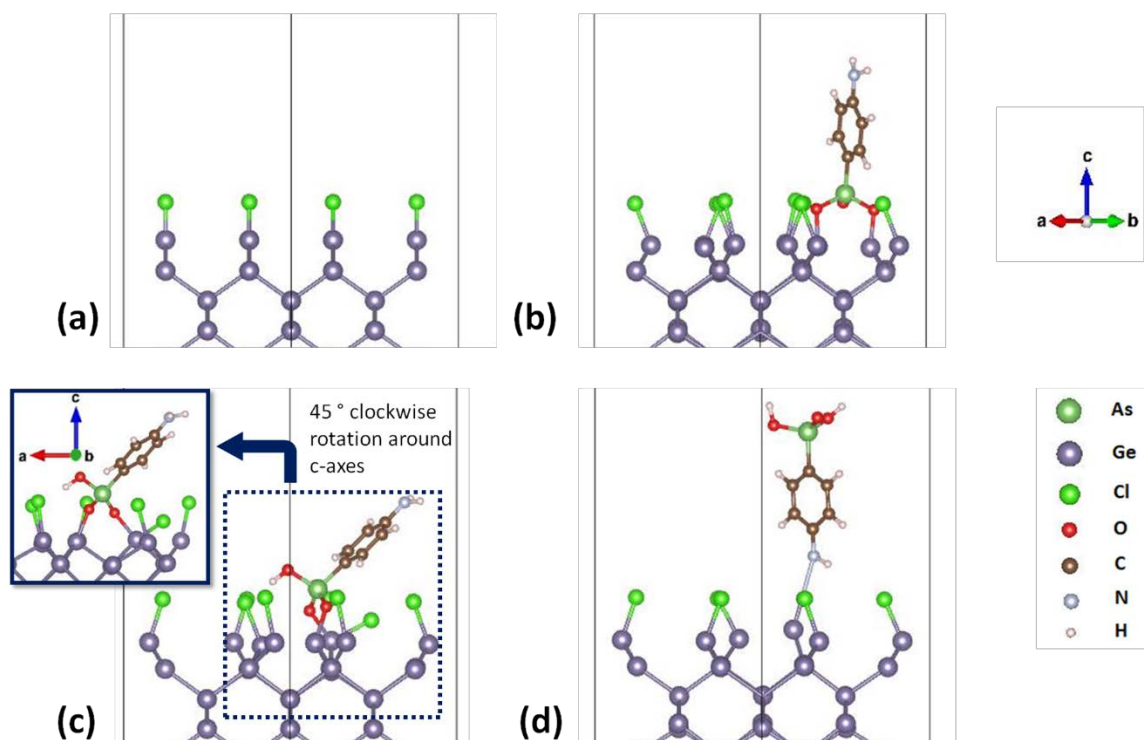 (a)
(b)
c
a
b
c
a
b
45 ° clockwise
rotation around
c-axes
(c)
(d)
As
Ge
Cl
O
C
N
H